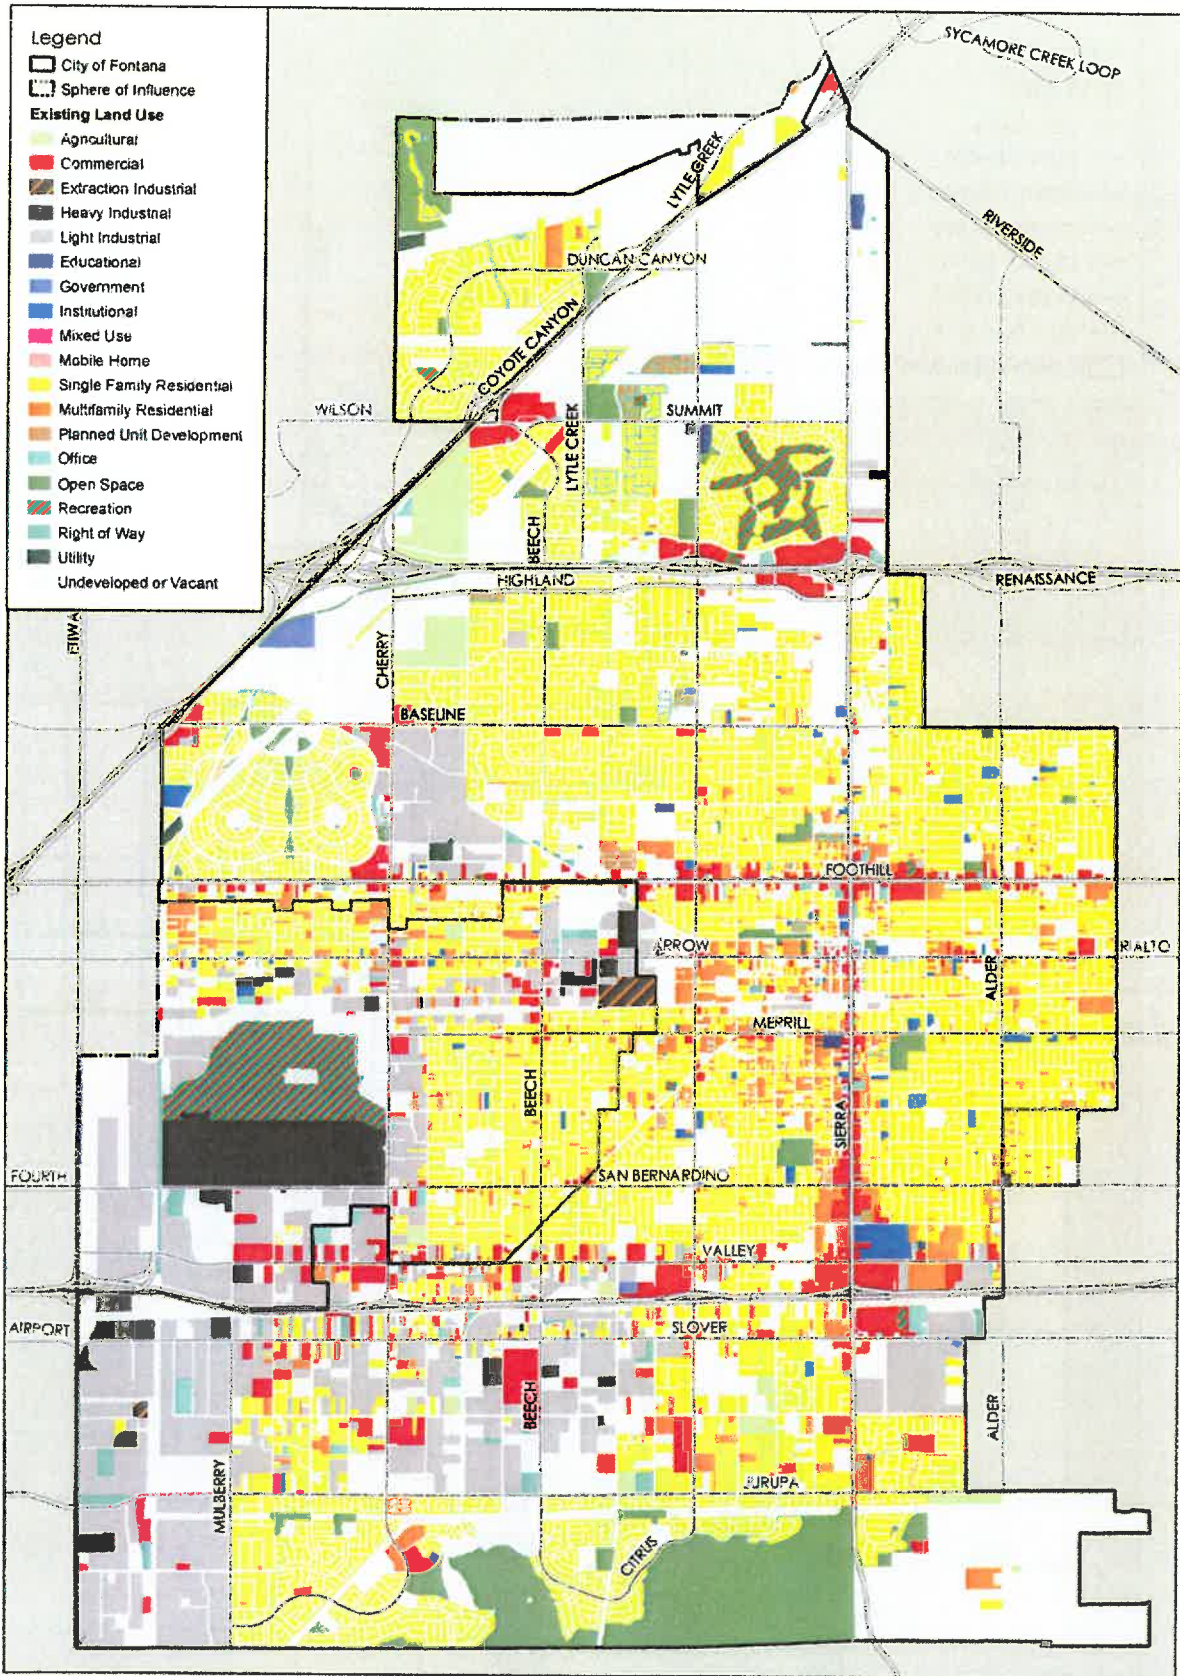 Legend
City of Fontana
Sphere of Influence
Existing Land Use
Agricultural
Commercial
Extraction Industrial
Heavy Industrial
Light Industrial
Educational
Government
Institutional
Mixed Use
Mobile Home
Single Family Residential
Multifamily Residential
Planned Unit Development
Office
Open Space
Recreation
Right of Way
Utility
Undeveloped or Vacant
SYCAMORE CREEK LOOP
LYTLE CREEK
RIVERSIDE
DUNCAN CANYON
COYOTE CANYON
WILSON
SUMMIT
LYTLE CREEK
BEECH
HIGHLAND
RENAISSANCE
CHERRY
BASELINE
FOOTHILL
RIALTO
ALDER
MERRILL
BEECH
SIERRA
FOURTH
SAN BERNARDINO
VALLEY
AIRPORT
SLOVER
BEECH
ALDER
MULBERRY
JURUPA
CITRUS